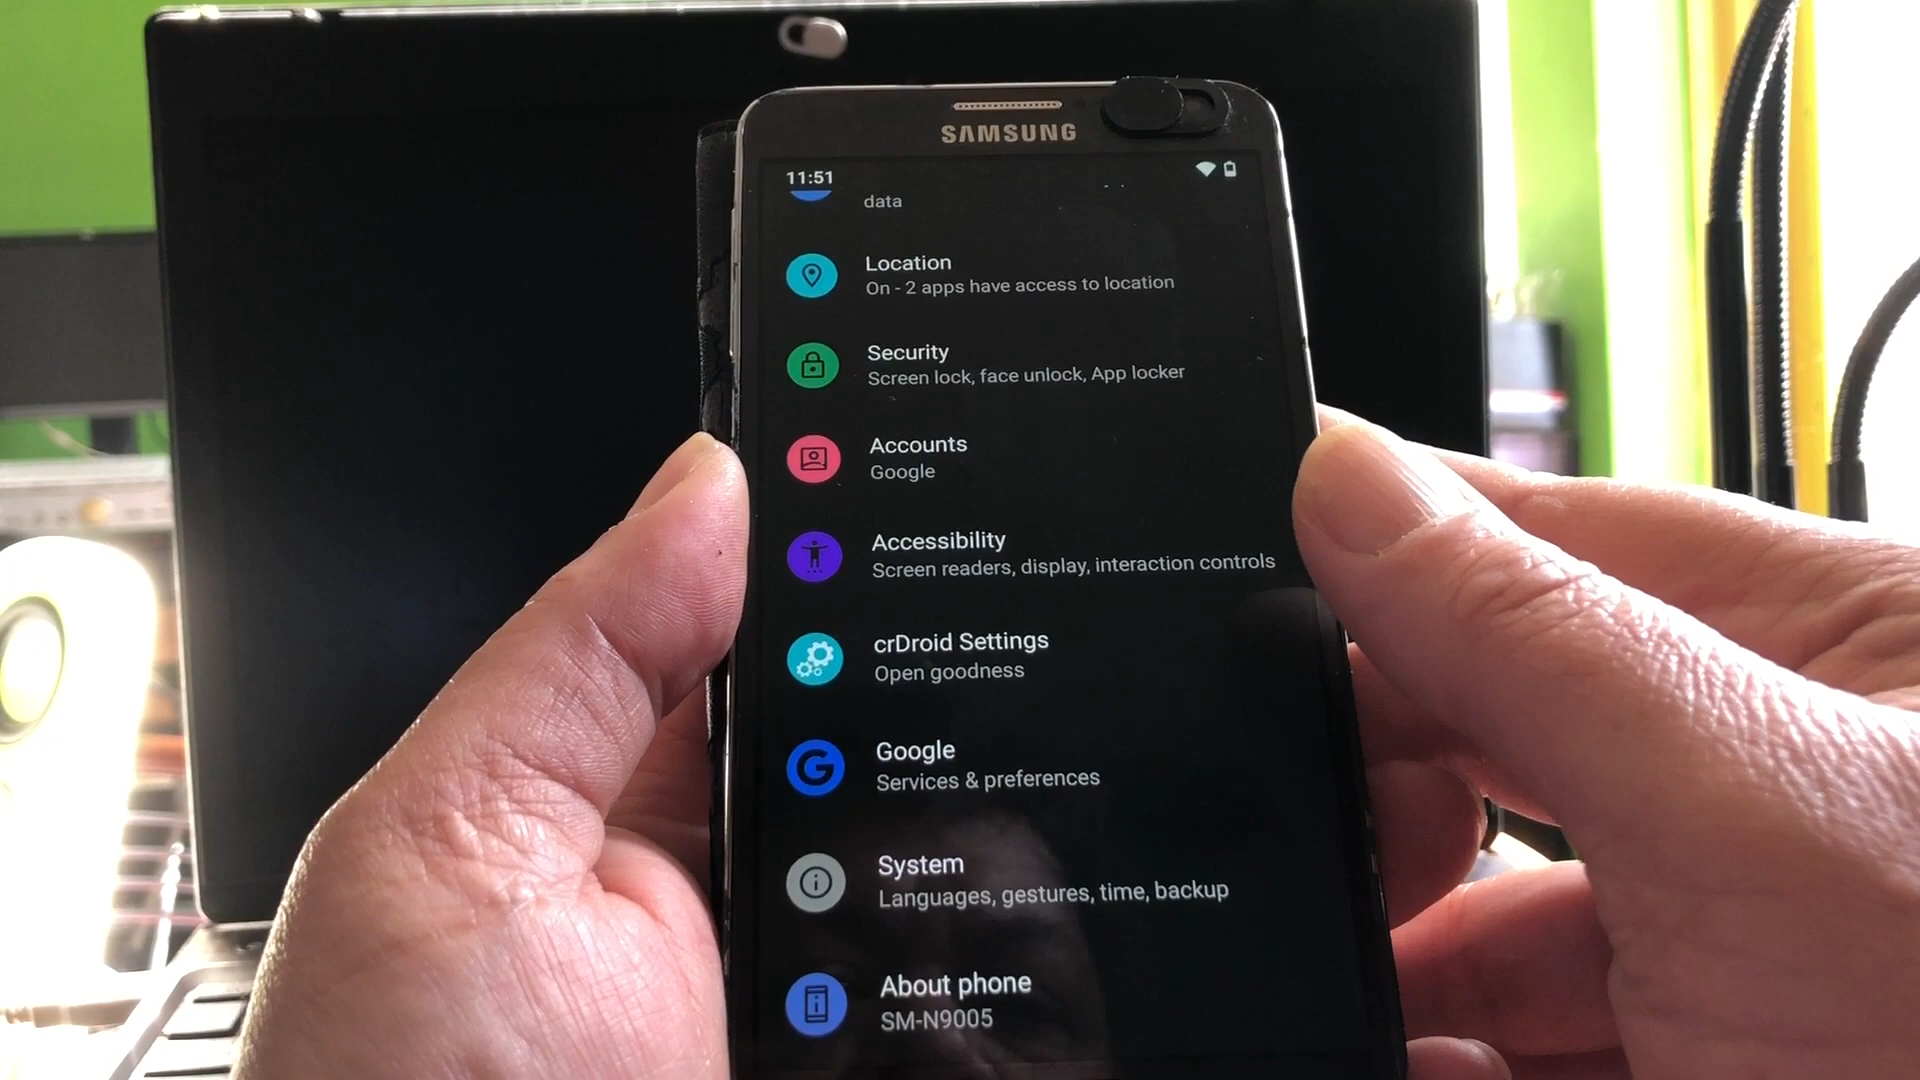 SAMSUNG
11:51
data
Location
On - 2 apps have access to location
Security
Screen lock, face unlock, App locker
Accounts
Google
Accessibility
Screen readers, display, interaction controls
crDroid Settings
Open goodness
Google
Services & preferences
System
Languages, gestures, time, backup
About phone
SM-N9005